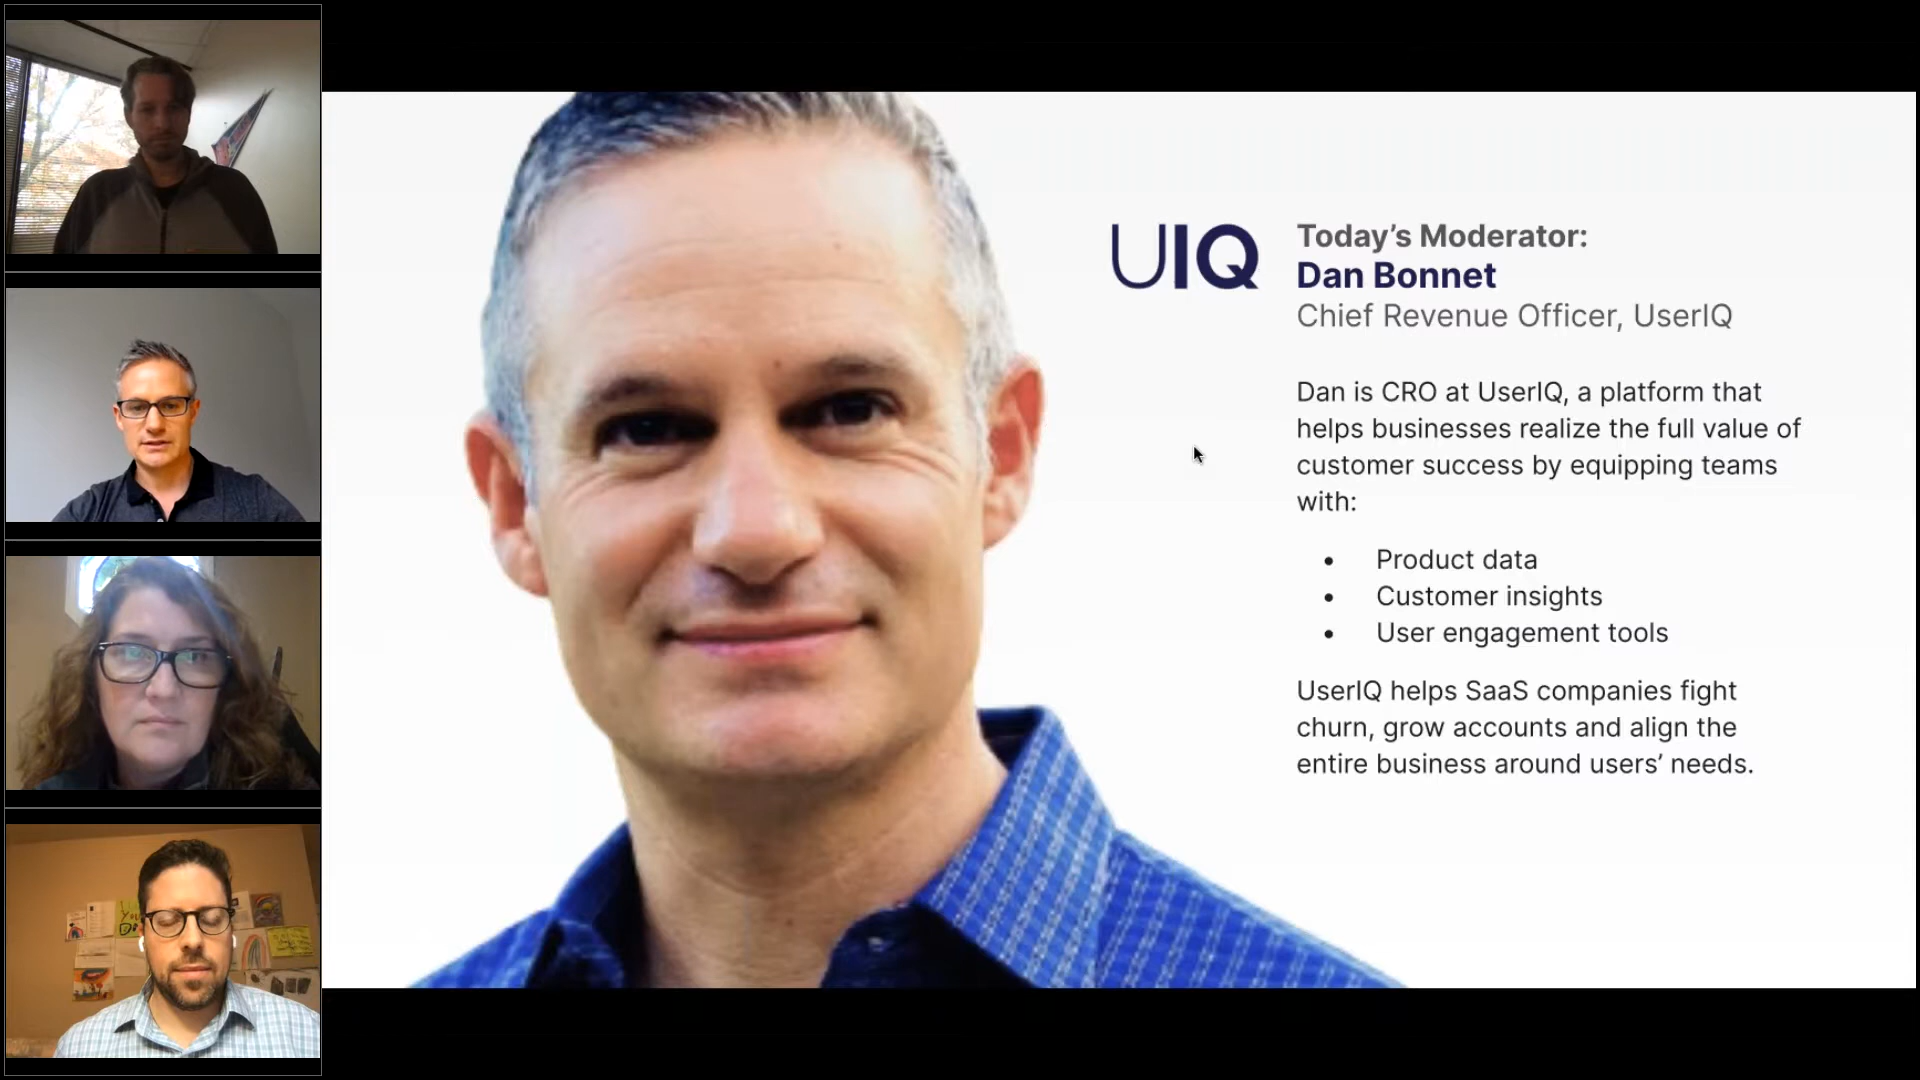 UIQ
Today's Moderator:
Dan Bonnet
Chief Revenue Officer, UserIQ
Dan is CRO at UserIQ, a platform that
helps businesses realize the full value of
customer success by equipping teams
with:
• Product data
• Customer insights
• User engagement tools
UserIQ helps SaaS companies fight
churn, grow accounts and align the
entire business around users’ needs.